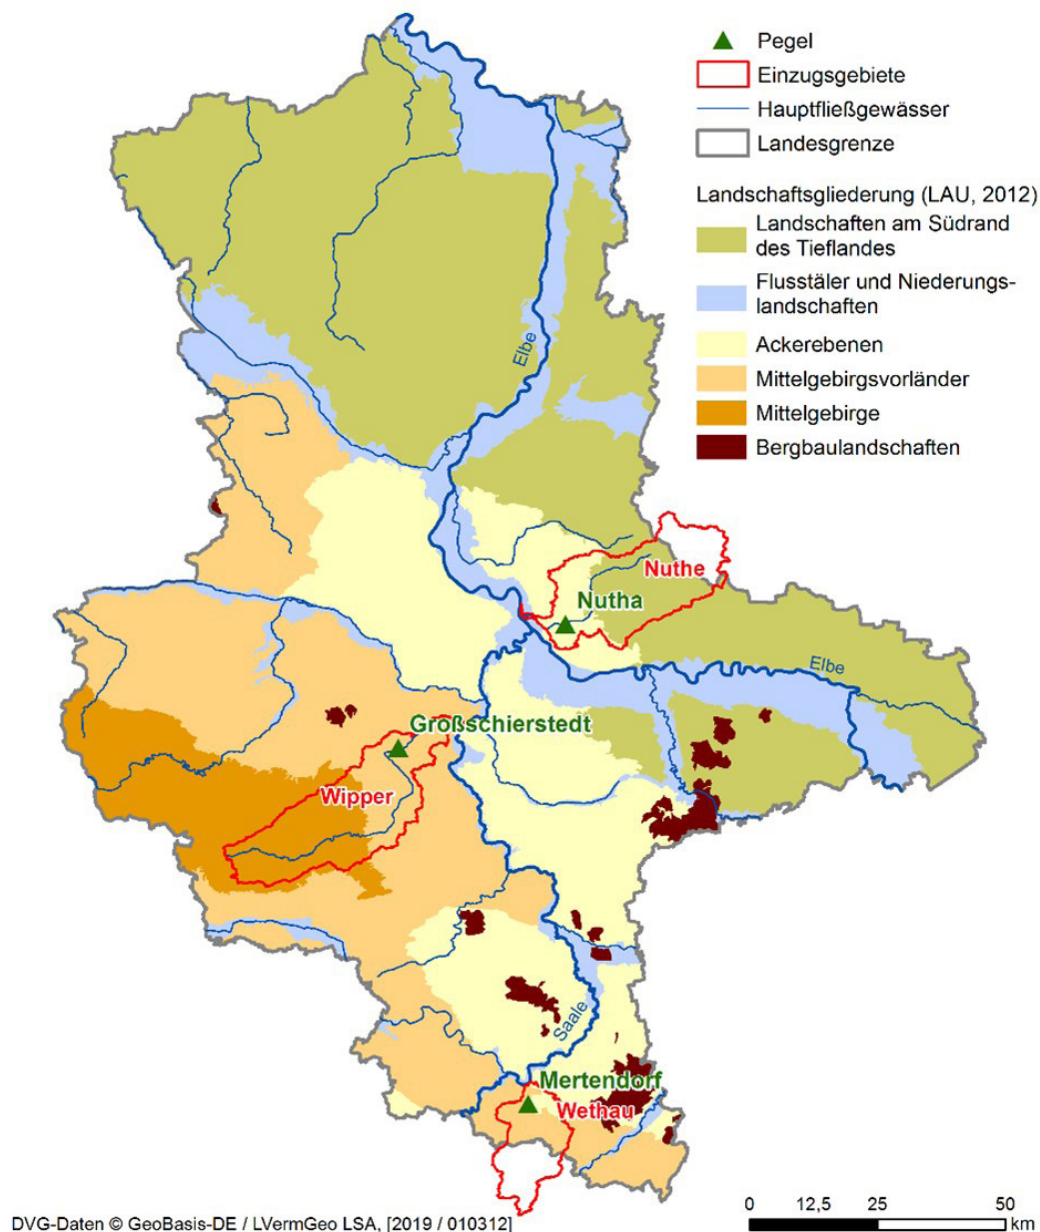 Pegel
Einzugsgebiete
Hauptfließgewässer
Landesgrenze
Landschaftsgliederung (LAU, 2012)
Landschaften am Südrand
des Tieflandes
Flusstäler und Niederungs-
landschaften
Ackerebenen
Mittelgebirgsvorländer
Mittelgebirge
Bergbaulandschaften
Elbe
Nuthe
Nutha
Elbe
Großschierstedt
Wipper
Saale
Mertendorf
Wethau
0 12,5 25 50
km
DVG-Daten © GeoBasis-DE / LVermGeo LSA, [2019 / 010312]